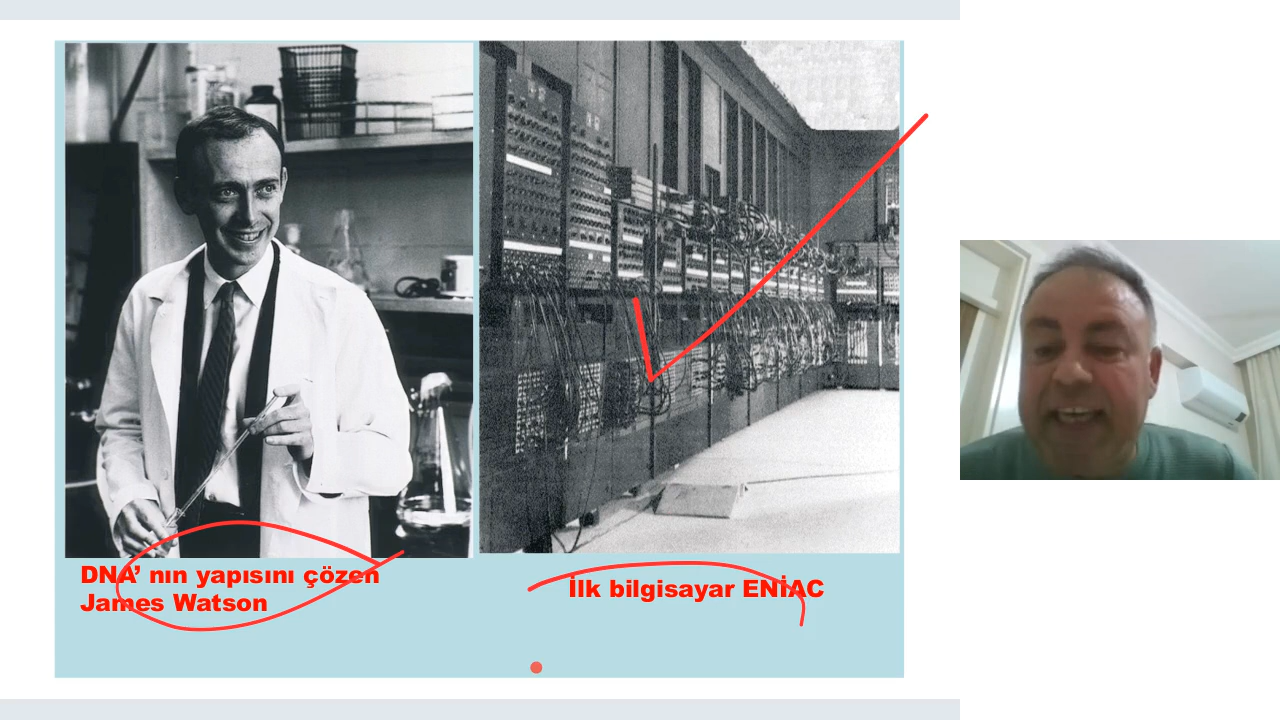 DNA’ nın yapısını çözen
James Watson
İlk bilgisayar ENİAC